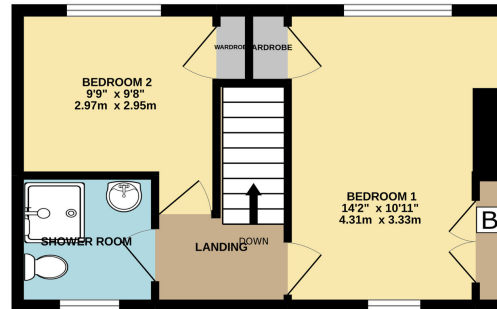 WARDROBE
WARDROBE
BEDROOM 2
9'9" x 9'8"
2.97m x 2.95m
BEDROOM 1
14'2" x 10'11"
4.31m x 3.33m
B
SHOWER ROOM
LANDING
DOWN